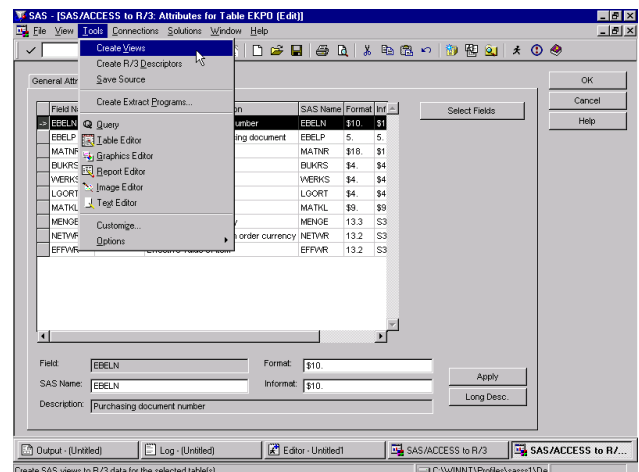 SAS - [SAS/ACCESS to R/3: Attributes for Table EKPO (Edit)]
File View Tools Connections Solutions Window Help
Create Views
Create R/3 Descriptors
Save Source
Create Extract Programs...
Query
Table Editor
Graphics Editor
Report Editor
Image Editor
Text Editor
Customize...
Options
General Attr
OK
Cancel
Help
Select Fields
Field N on SAS Name Format Inf
EBELN umber EBELN $10. $1
EBELP ing document EBELP 5. 5.
MATNR MATNR $18. $1
BUKRS BUKRS $4. $4
WERKS WERKS $4. $4
LGORT LGORT $4. $4
MATKL MATKL $9. $9
MENGE MENGE 13.3 S3
NETWR n order currency NETWR 13.2 S3
EFFWR Effective value of item EFFWR 13.2 S3
Field: EBELN Format: $10.
SAS Name: EBELN Informat: $10.
Description: Purchasing document number
Apply
Long Desc.
Output - (Untitled) Log - (Untitled) Editor - Untitled1 SAS/ACCESS to R/3 SAS/ACCESS to R/...
Create SAS views to R/3 data for the selected table(s) C:\WINNT\Profiles\sasss1\De